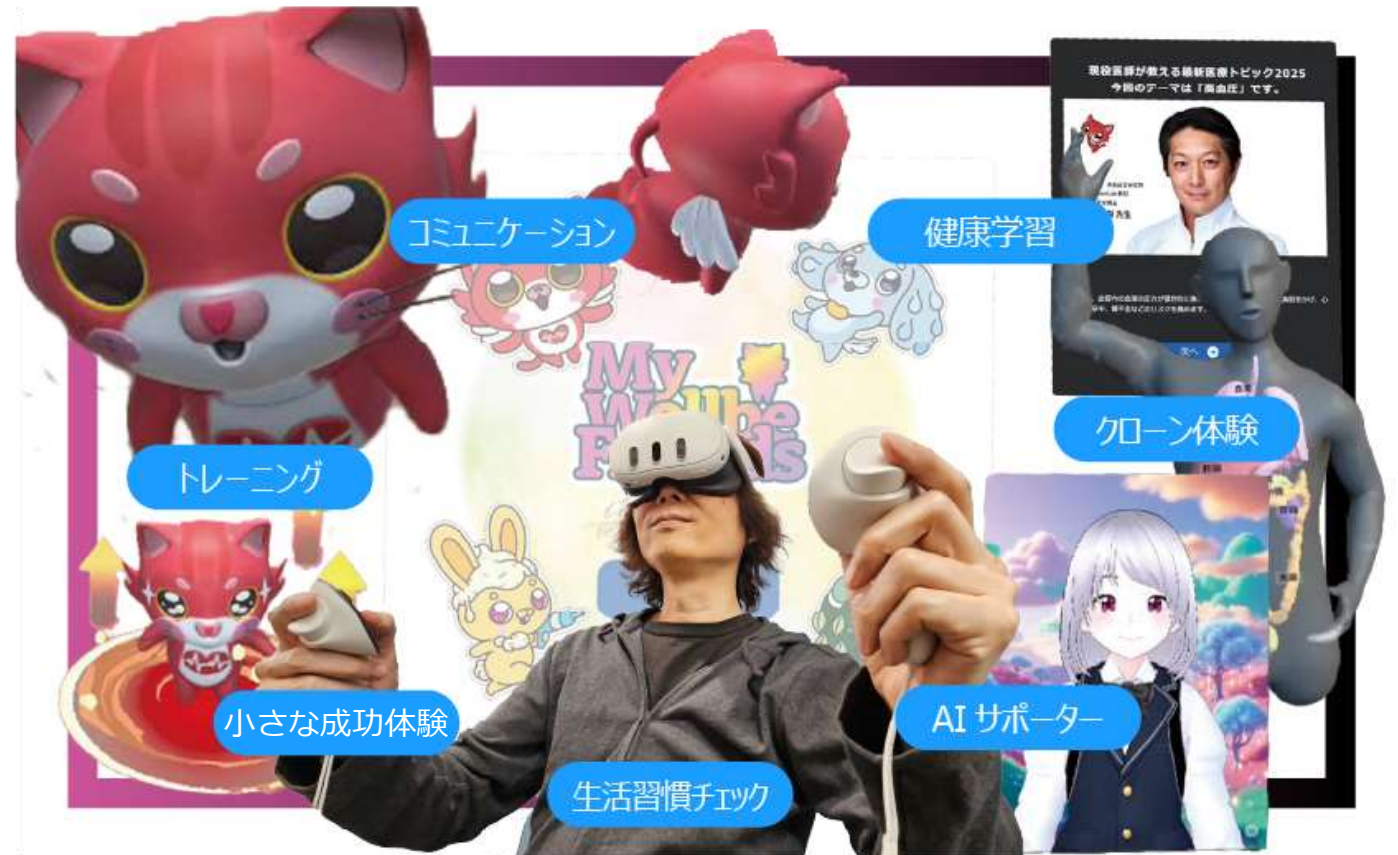 現役医師が教える最新医療トピック2025
今回のテーマは「高血圧」です。
コミュニケーション
健康学習
My
Wellbe
Friends
次へ
クローン体験
トレーニング
小さな成功体験
AI サポーター
生活習慣チェック